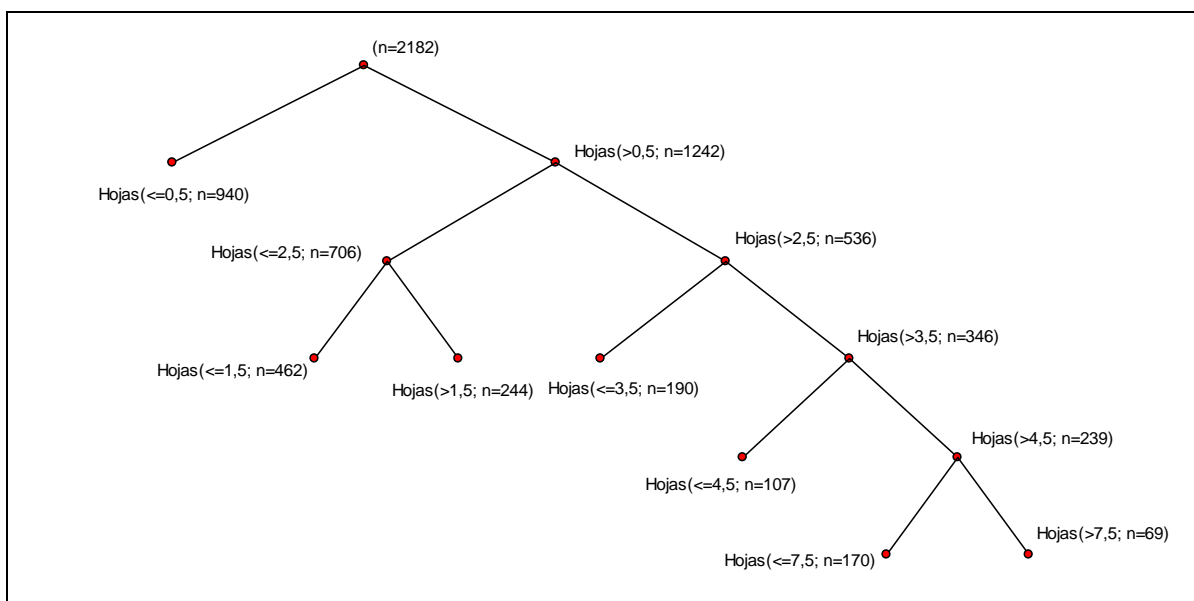 (n=2182)
Hojas(>0,5; n=1242)
Hojas(<=0,5; n=940)
Hojas(>2,5; n=536)
Hojas(<=2,5; n=706)
Hojas(>3,5; n=346)
Hojas(<=1,5; n=462)
Hojas(>1,5; n=244)
Hojas(<=3,5; n=190)
Hojas(>4,5; n=239)
Hojas(<=4,5; n=107)
Hojas(>7,5; n=69)
Hojas(<=7,5; n=170)